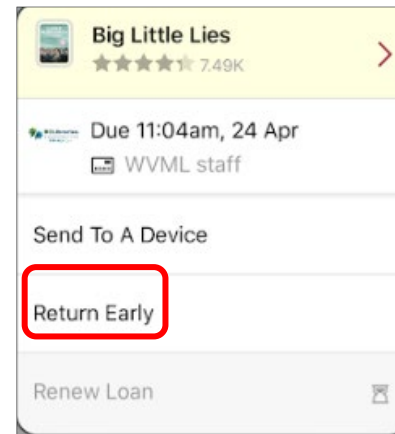 Big Little Lies
★★★★★ 7.49K
Due 11:04am, 24 Apr
WVML staff
Send To A Device
Return Early
Renew Loan